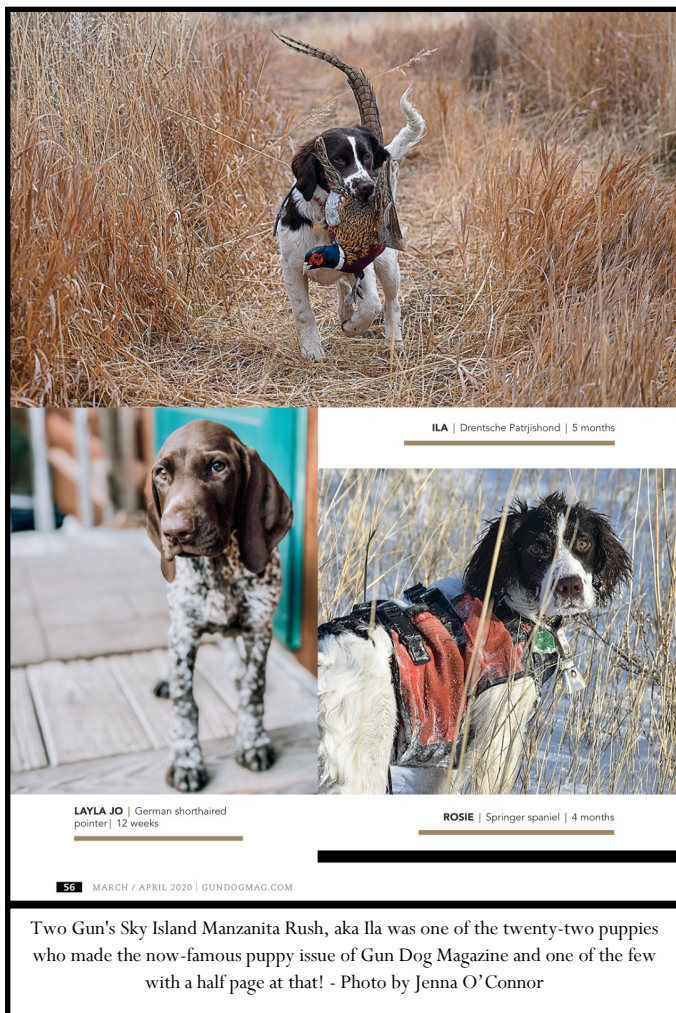 ILA | Drentsche Patrjishond | 5 months
LAYLA JO | German shorthaired
pointer| 12 weeks
ROSIE | Springer spaniel | 4 months
56 MARCH / APRIL 2020 | GUNDOGMAG.COM
Two Gun's Sky Island Manzanita Rush, aka Ila was one of the twenty-two puppies
who made the now-famous puppy issue of Gun Dog Magazine and one of the few
with a half page at that! - Photo by Jenna O’Connor